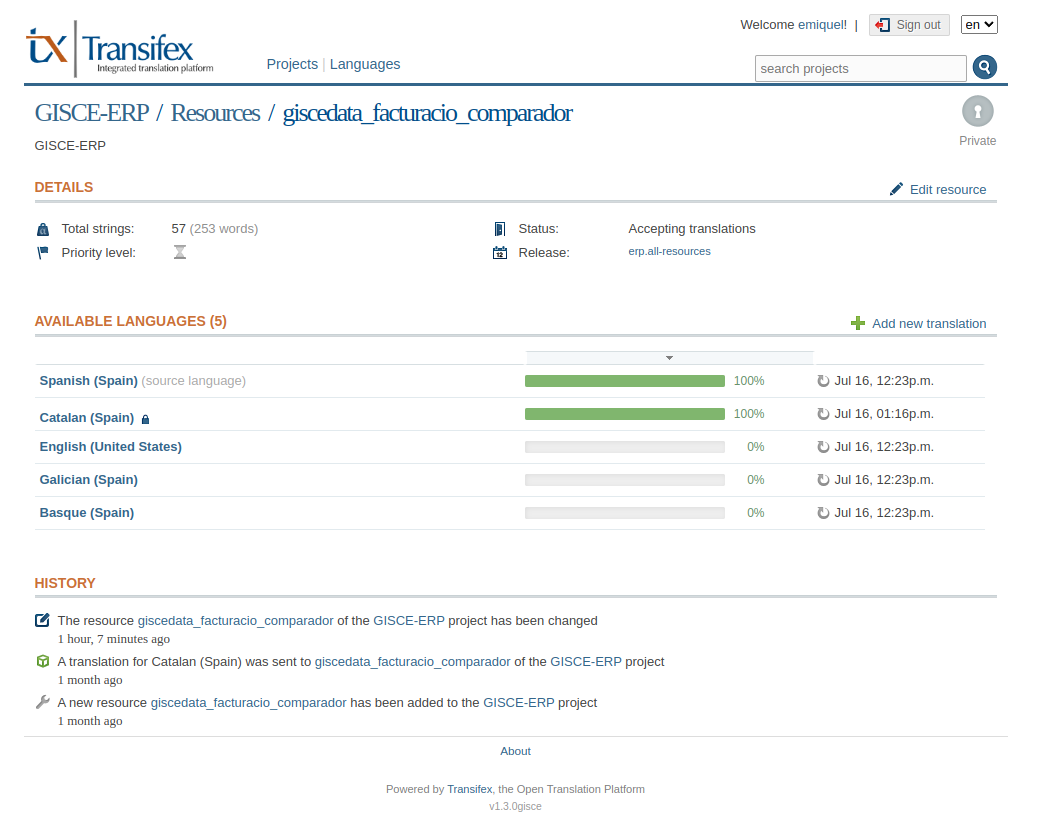 Welcome emiquel! | Sign out en
tx Transifex
Integrated translation platform
Projects | Languages
search projects
GISCE-ERP / Resources / giscedata_facturacio_comparador
Private
GISCE-ERP
DETAILS
Edit resource
Total strings: 57 (253 words)
Status: Accepting translations
Priority level:
Release: erp.all-resources
12
AVAILABLE LANGUAGES (5)
Add new translation
Spanish (Spain) (source language) 100% Jul 16, 12:23p.m.
Catalan (Spain) 100% Jul 16, 01:16p.m.
English (United States) 0% Jul 16, 12:23p.m.
Galician (Spain) 0% Jul 16, 12:23p.m.
Basque (Spain) 0% Jul 16, 12:23p.m.
HISTORY
The resource giscedata_facturacio_comparador of the GISCE-ERP project has been changed
1 hour, 7 minutes ago
A translation for Catalan (Spain) was sent to giscedata_facturacio_comparador of the GISCE-ERP project
1 month ago
A new resource giscedata_facturacio_comparador has been added to the GISCE-ERP project
1 month ago
About
Powered by Transifex, the Open Translation Platform
v1.3.0gisce